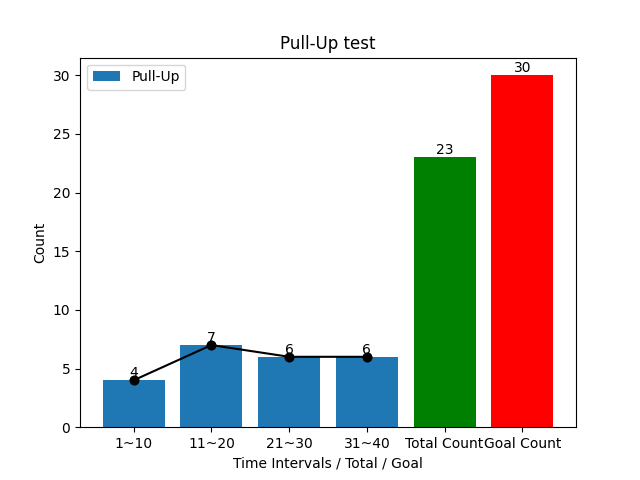 Pull-Up test
Pull-Up
30
25
20
15
10
5
0
Count
4
7
6
6
23
30
1~10 11~20 21~30 31~40 Total Count Goal Count
Time Intervals / Total / Goal